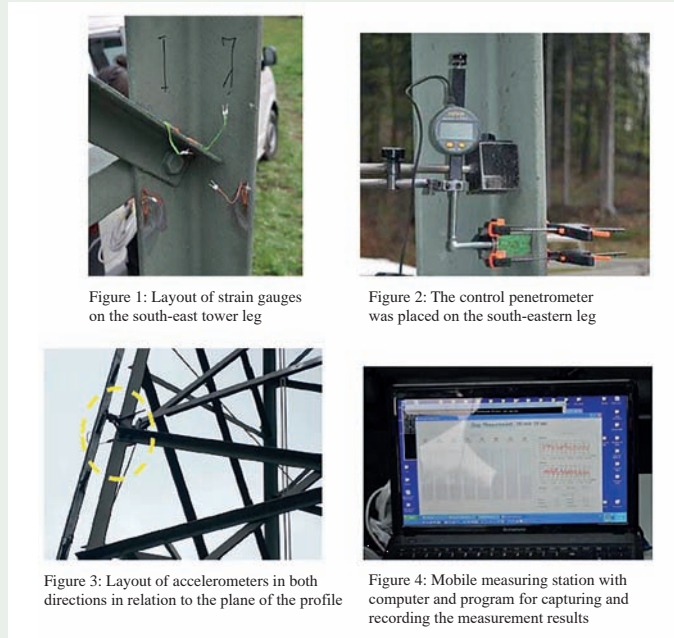 I 7
Figure 1: Layout of strain gauges
on the south-east tower leg
Figure 2: The control penetrometer
was placed on the south-eastern leg
Figure 3: Layout of accelerometers in both
directions in relation to the plane of the profile
Figure 4: Mobile measuring station with
computer and program for capturing and
recording the measurement results